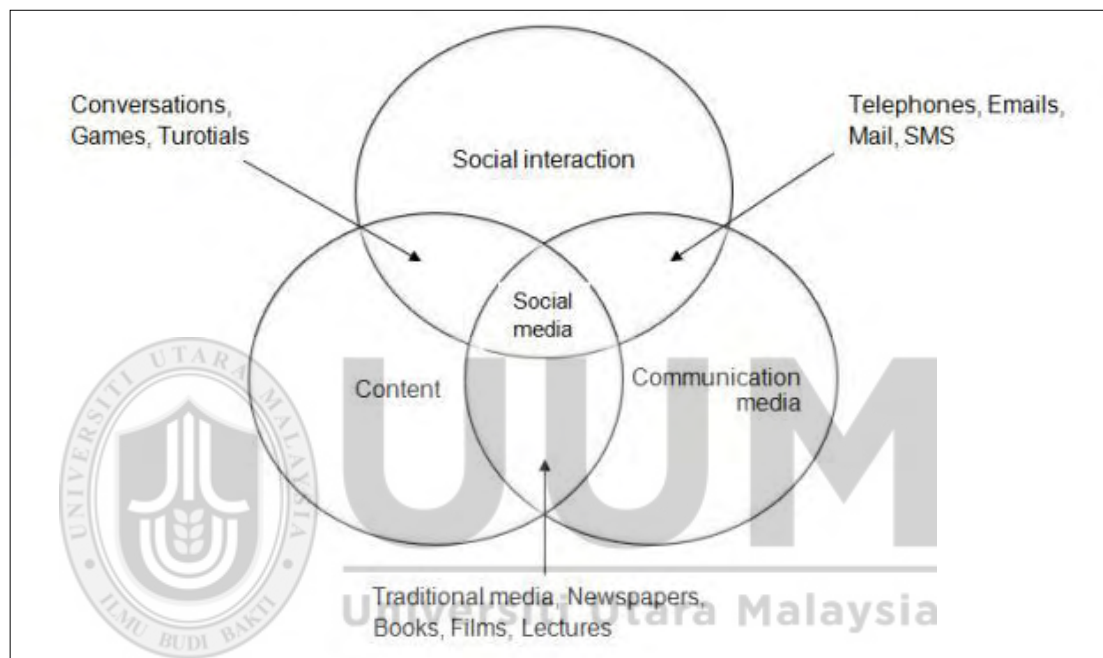 Conversations,
Games, Turotials
Telephones, Emails,
Mail, SMS
Social interaction
Social
media
Content
Communication
media
Traditional media, Newspapers,
Books, Films, Lectures
UNIVERSITI UTARA MALAYSIA
ILMU BUDI BAKTI
UUM
Universiti Utara Malaysia